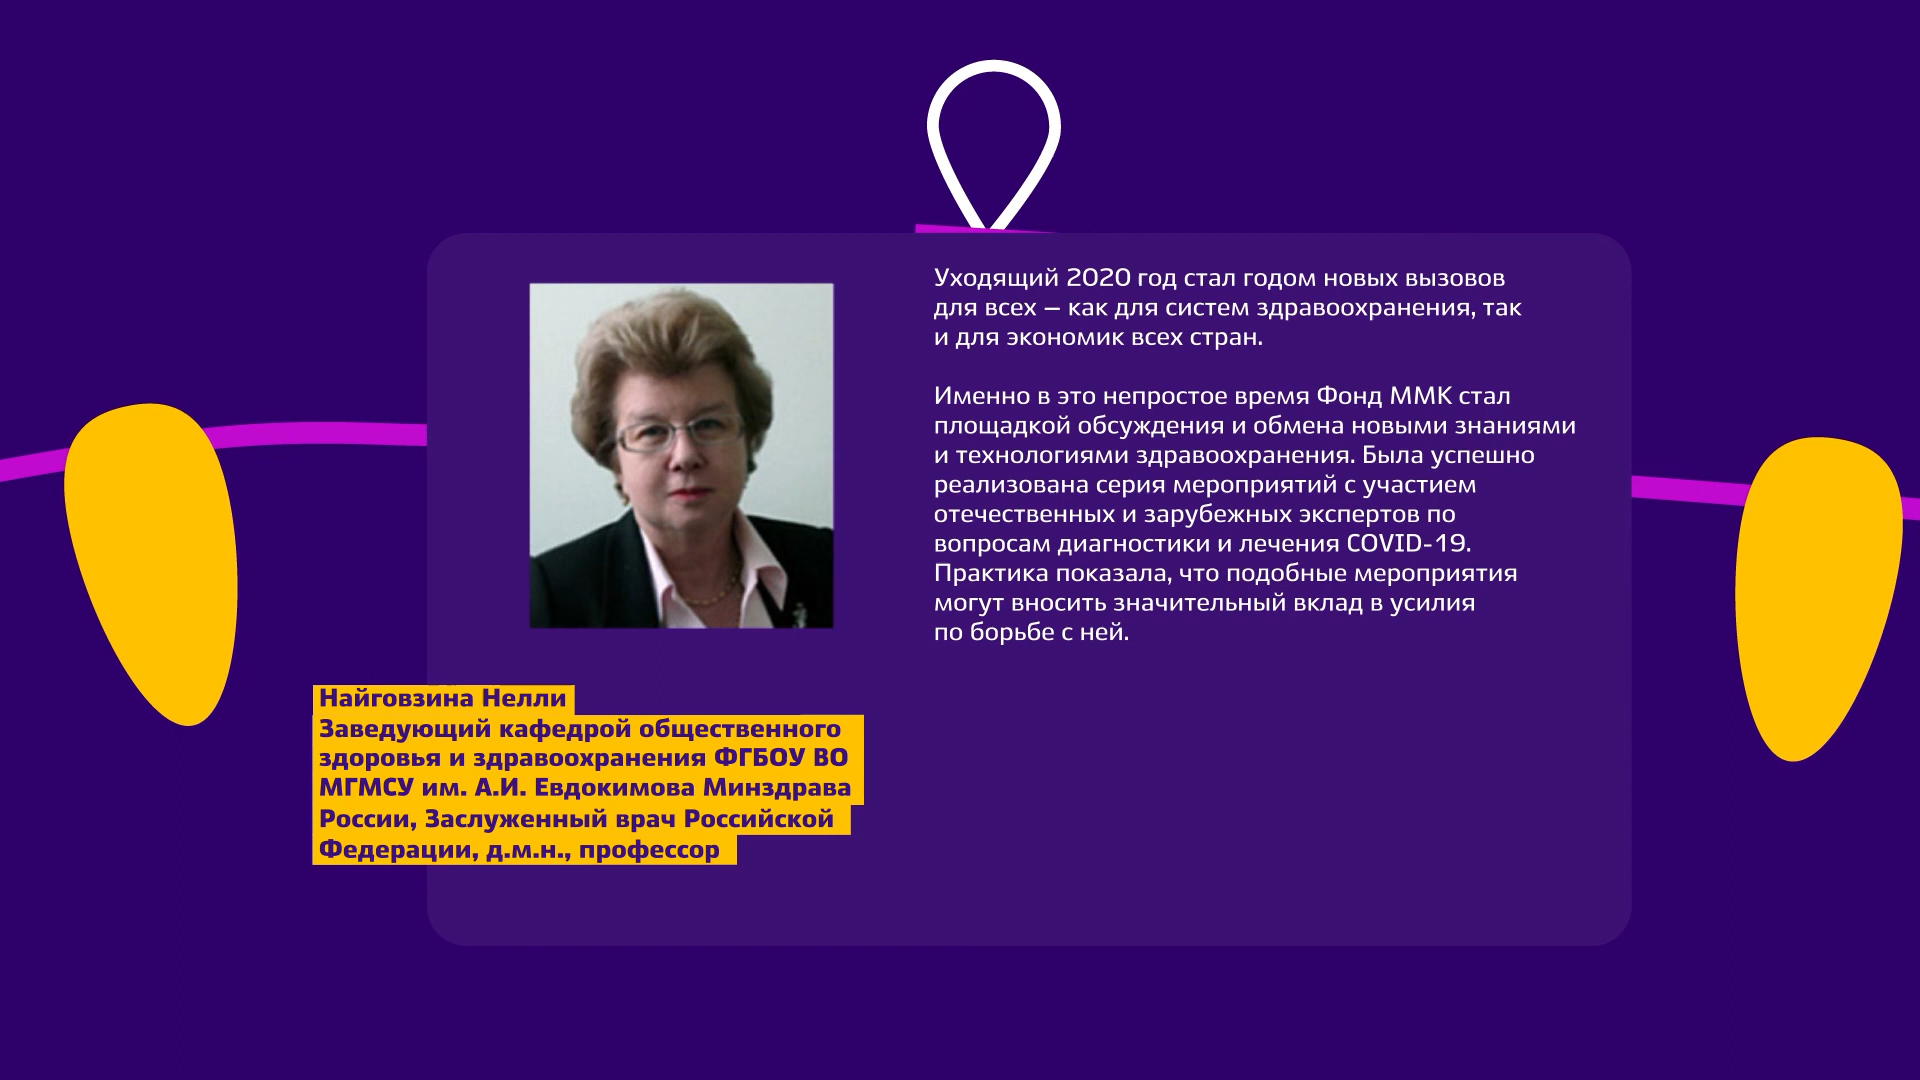 Уходящий 2020 год стал годом новых вызовов
для всех – как для систем здравоохранения, так
и для экономик всех стран.
Именно в это непростое время Фонд ММК стал
площадкой обсуждения и обмена новыми знаниями
и технологиями здравоохранения. Была успешно
реализована серия мероприятий с участием
отечественных и зарубежных экспертов по
вопросам диагностики и лечения COVID-19.
Практика показала, что подобные мероприятия
могут вносить значительный вклад в усилия
по борьбе с ней.
Найговзина Нелли
Заведующий кафедрой общественного
здоровья и здравоохранения ФГБОУ ВО
МГМСУ им. А.И. Евдокимова Минздрава
России, Заслуженный врач Российской
Федерации, д.м.н., профессор